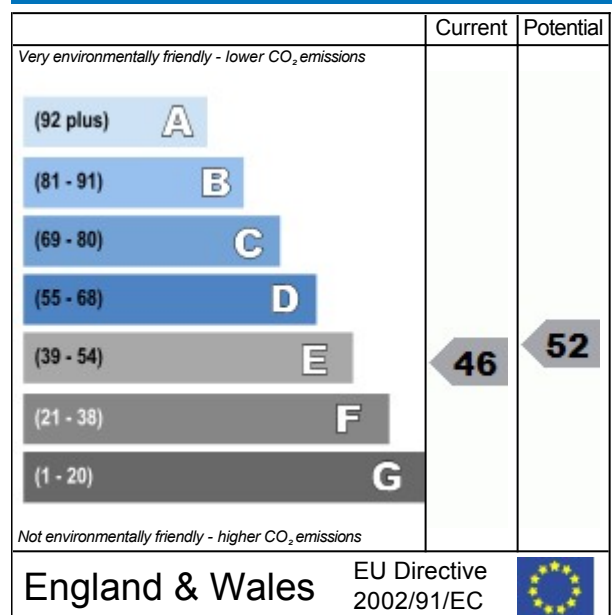 Current Potential
Very environmentally friendly - lower CO₂ emissions
(92 plus) A
(81 - 91) B
(69 - 80) C
(55 - 68) D
(39 - 54) E 46 52
(21 - 38) F
(1 - 20) G
Not environmentally friendly - higher CO₂ emissions
England & Wales
EU Directive
2002/91/EC